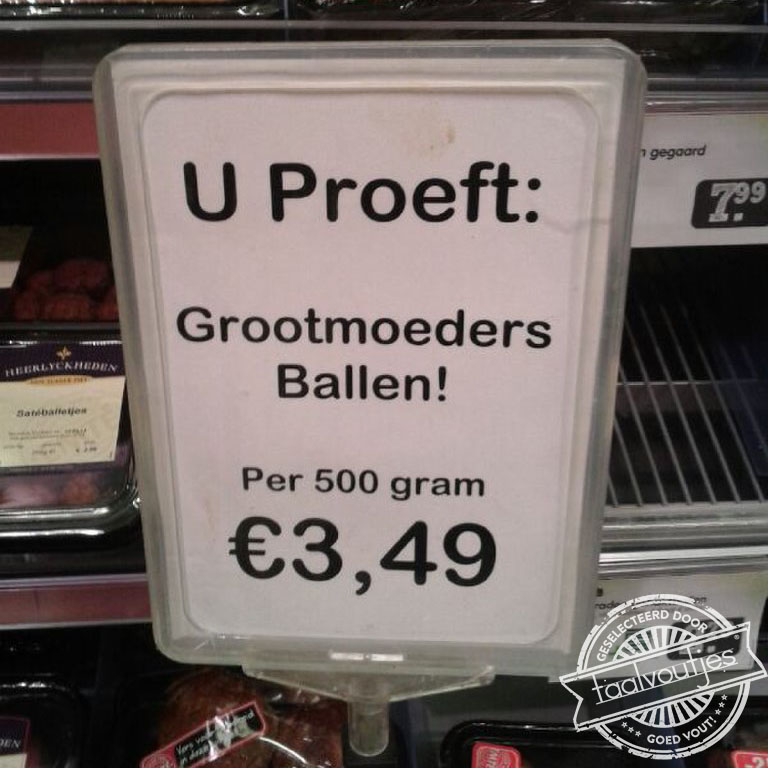 U Proeft:
Grootmoeders
Ballen!
Per 500 gram
€3,49
gegaard
7.99
HEERLYCKHEDEN
Satéballetjes
GESELECTEERD DOOR
taalvoutjes
GOED VOUT!